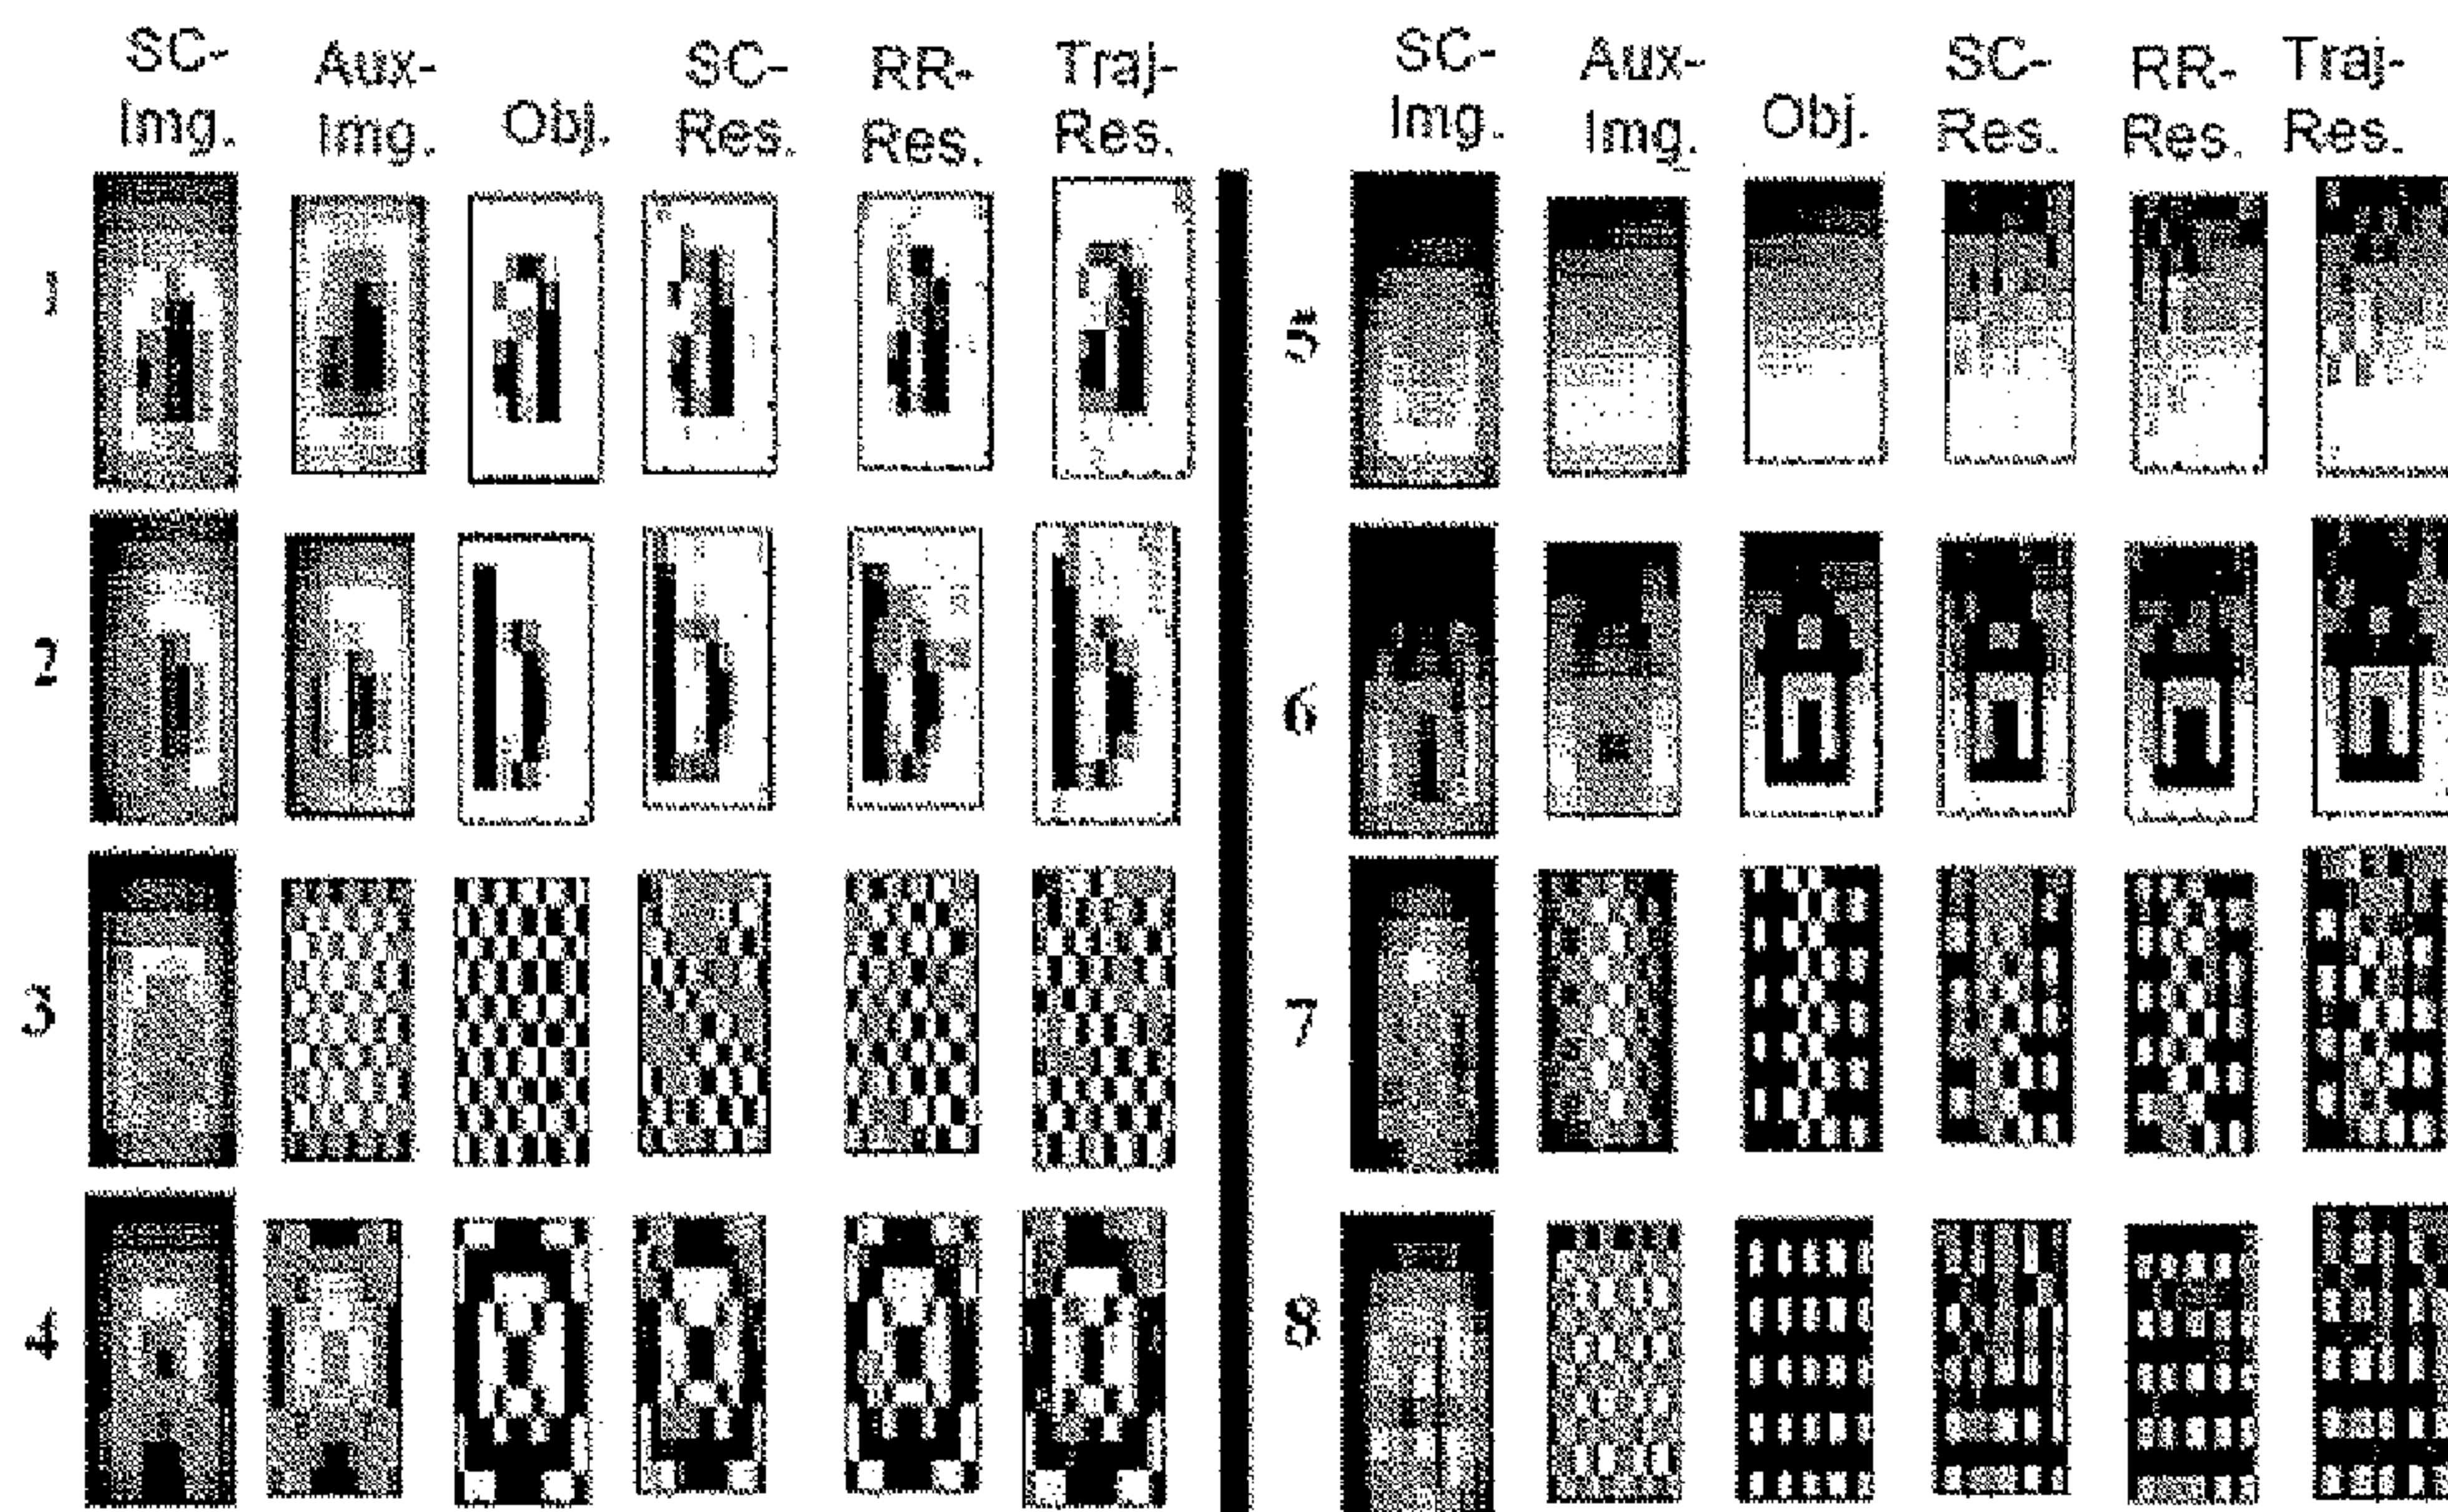 SC- Aux- SC- RR- Traj- SC- Aux- SC- RR- Traj-
Img. Img. Obj. Res. Res. Res. Img. Img. Obj. Res. Res. Res.
1 5
2 6
3 7
4 8